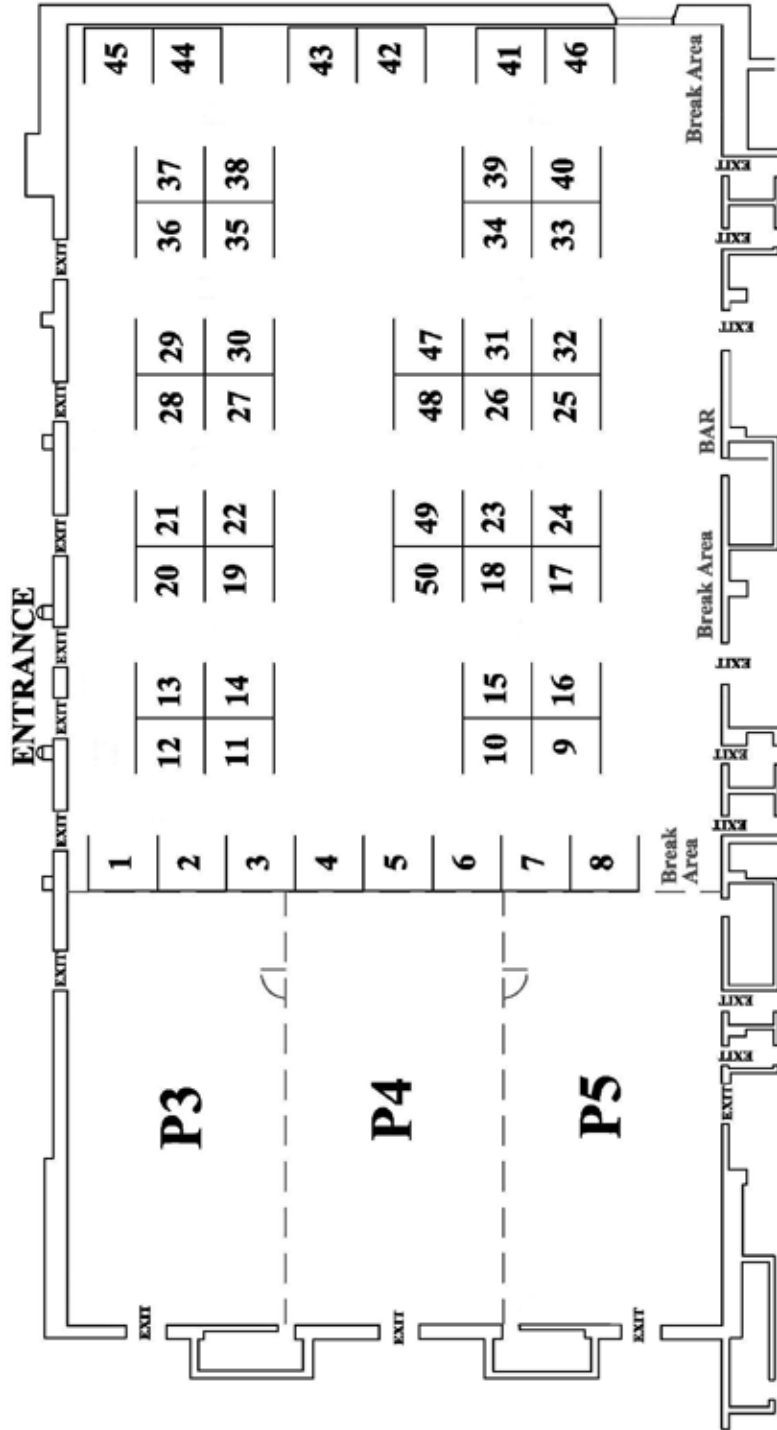 ENTRANCE
EXIT EXIT EXIT EXIT EXIT EXIT EXIT
1 45
EXIT
P3 2 12 13 20 21 28 29 36 37 44
3 11 14 19 22 27 30 35 38
4 43
EXIT P4 5 42
50 49 48 47
6 10 15 18 23 26 31 34 39 41
7 9 16 17 24 25 32 33 40 46
P5 8
EXIT
Break
Area
Break Area
BAR
Break Area
EXIT EXIT EXIT EXIT EXIT EXIT EXIT EXIT EXIT